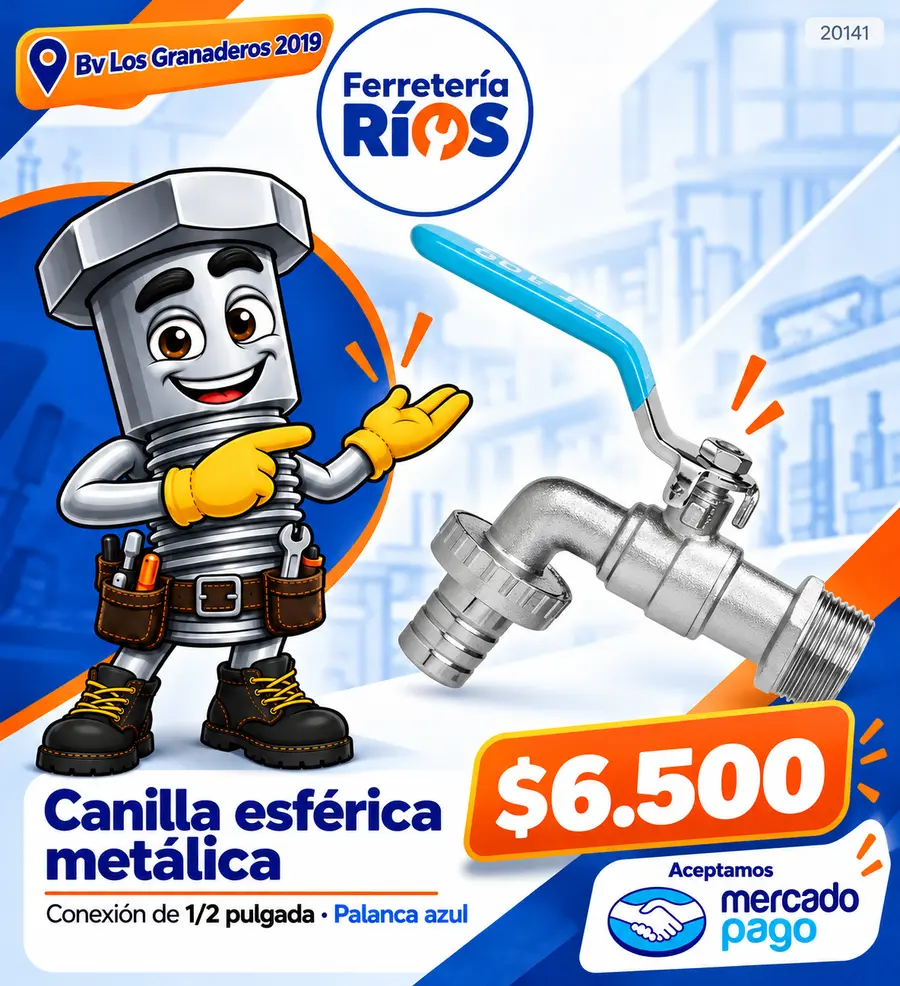 Bv Los Granaderos 2019
Ferretería
Ríos
20141
Canilla esférica
metálica
Conexión de 1/2 pulgada • Palanca azul
$6.500
Aceptamos
mercado
pago